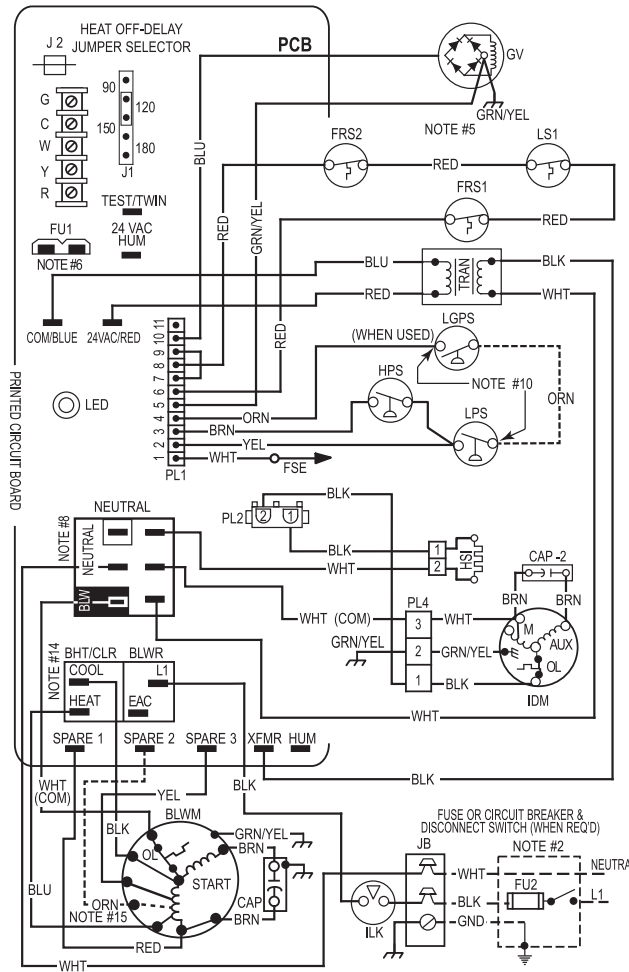 HEAT OFF-DELAY
JUMPER SELECTOR
J 2
PCB
GV
GRN/YEL
NOTE #5
90
120
150
180
J1
G
C
W
Y
R
TEST/TWIN
24 VAC
HUM
FU1
NOTE #6
BLU
RED
GRN/YEL
FRS2
RED
LS1
FRS1
RED
RED
BLU
RED
TRAN
BLK
WHT
COM/BLUE
24VAC/RED
LGPS
(WHEN USED)
NOTE #10
HPS
LPS
ORN
ORN
BRN
YEL
WHT
FSE
11
10
9
8
7
6
5
4
3
2
1
PL1
LED
PRINTED CIRCUIT BOARD
NEUTRAL
NOTE #8
NEUTRAL
BLW
PL2
2
1
BLK
BLK
WHT
1
2
HSI
CAP -2
BRN
BRN
PL4
WHT (COM)
3
WHT
GRN/YEL
2
GRN/YEL
1
BLK
M
AUX
OL
IDM
WHT
NOTE #14
BHT/CLR
BLWR
COOL
L1
HEAT
EAC
SPARE 1
SPARE 2
SPARE 3
XFMR
HUM
BLK
WHT
(COM)
YEL
BLK
BLWM
GRN/YEL
BRN
BLK
OL
START
CAP
BLU
ORN
NOTE #15
BRN
RED
WHT
FUSE OR CIRCUIT BREAKER &
DISCONNECT SWITCH (WHEN REQ'D)
JB
NOTE #2
WHT
NEUTRA
FU2
BLK
L1
GND
ILK